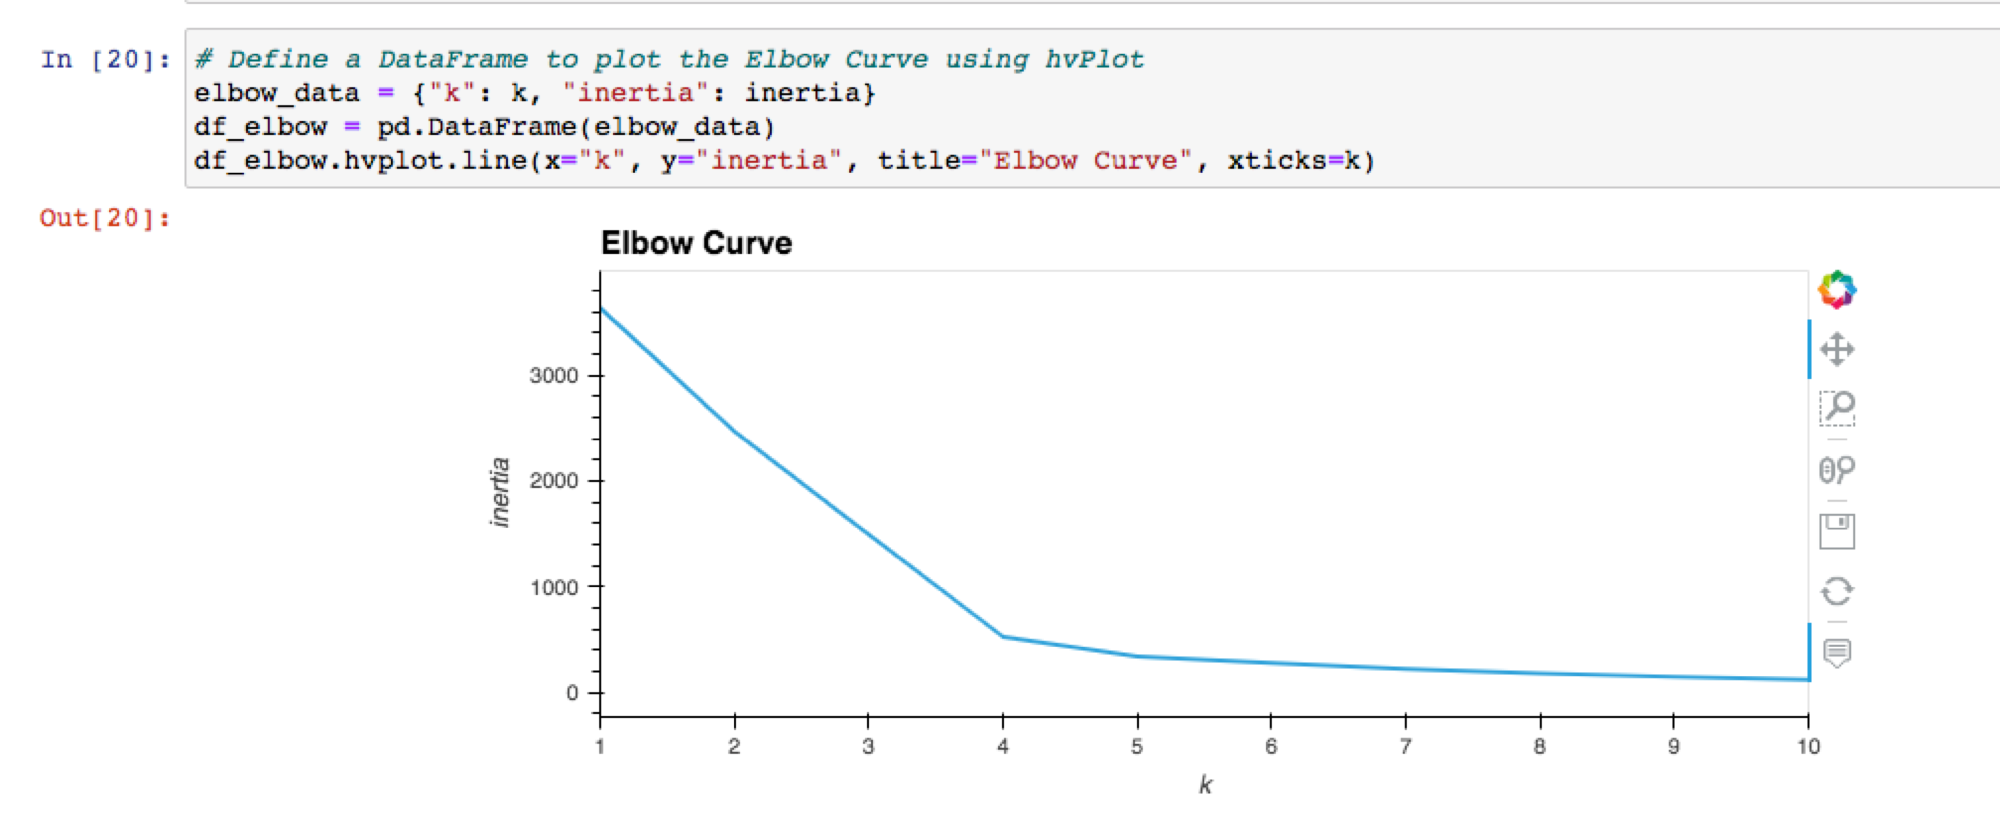 In [20]: # Define a DataFrame to plot the Elbow Curve using hvPlot
elbow_data = {"k": k, "inertia": inertia}
df_elbow = pd.DataFrame(elbow_data)
df_elbow.hvplot.line(x="k", y="inertia", title="Elbow Curve", xticks=k)
Out[20]:
Elbow Curve
3000
2000
1000
0
inertia
1 2 3 4 5 6 7 8 9 10
k